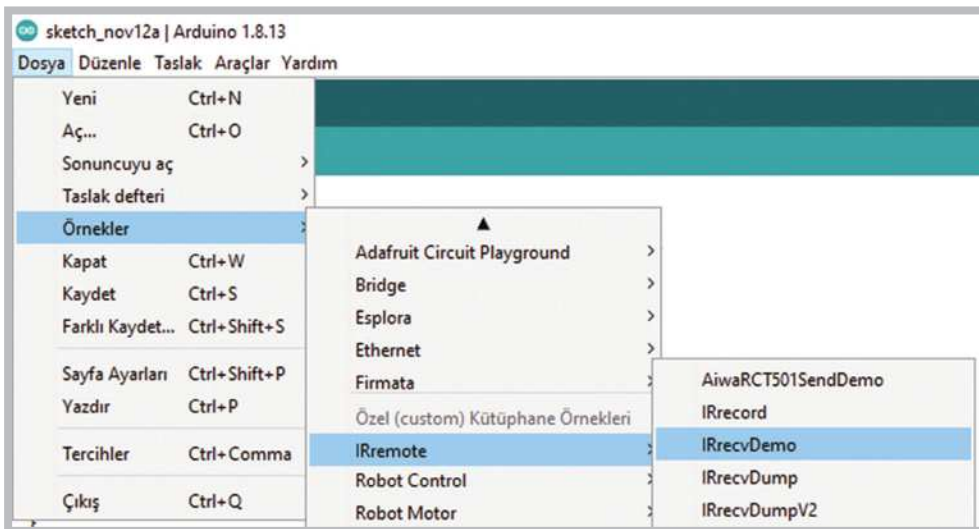 sketch_nov12a | Arduino 1.8.13
Dosya Düzenle Taslak Araçlar Yardım
Yeni Ctrl+N
Aç... Ctrl+O
Sonuncuyu aç
Taslak defteri
Örnekler
Kapat Ctrl+W
Kaydet Ctrl+S
Farklı Kaydet... Ctrl+Shift+S
Sayfa Ayarları Ctrl+Shift+P
Yazdır Ctrl+P
Tercihler Ctrl+Comma
Çıkış Ctrl+Q
Adafruit Circuit Playground
Bridge
Esplora
Ethernet
Firmata
Özel (custom) Kütüphane Örnekleri
IRremote
Robot Control
Robot Motor
AiwaRCT501SendDemo
IRrecord
IRrecvDemo
IRrecvDump
IRrecvDumpV2